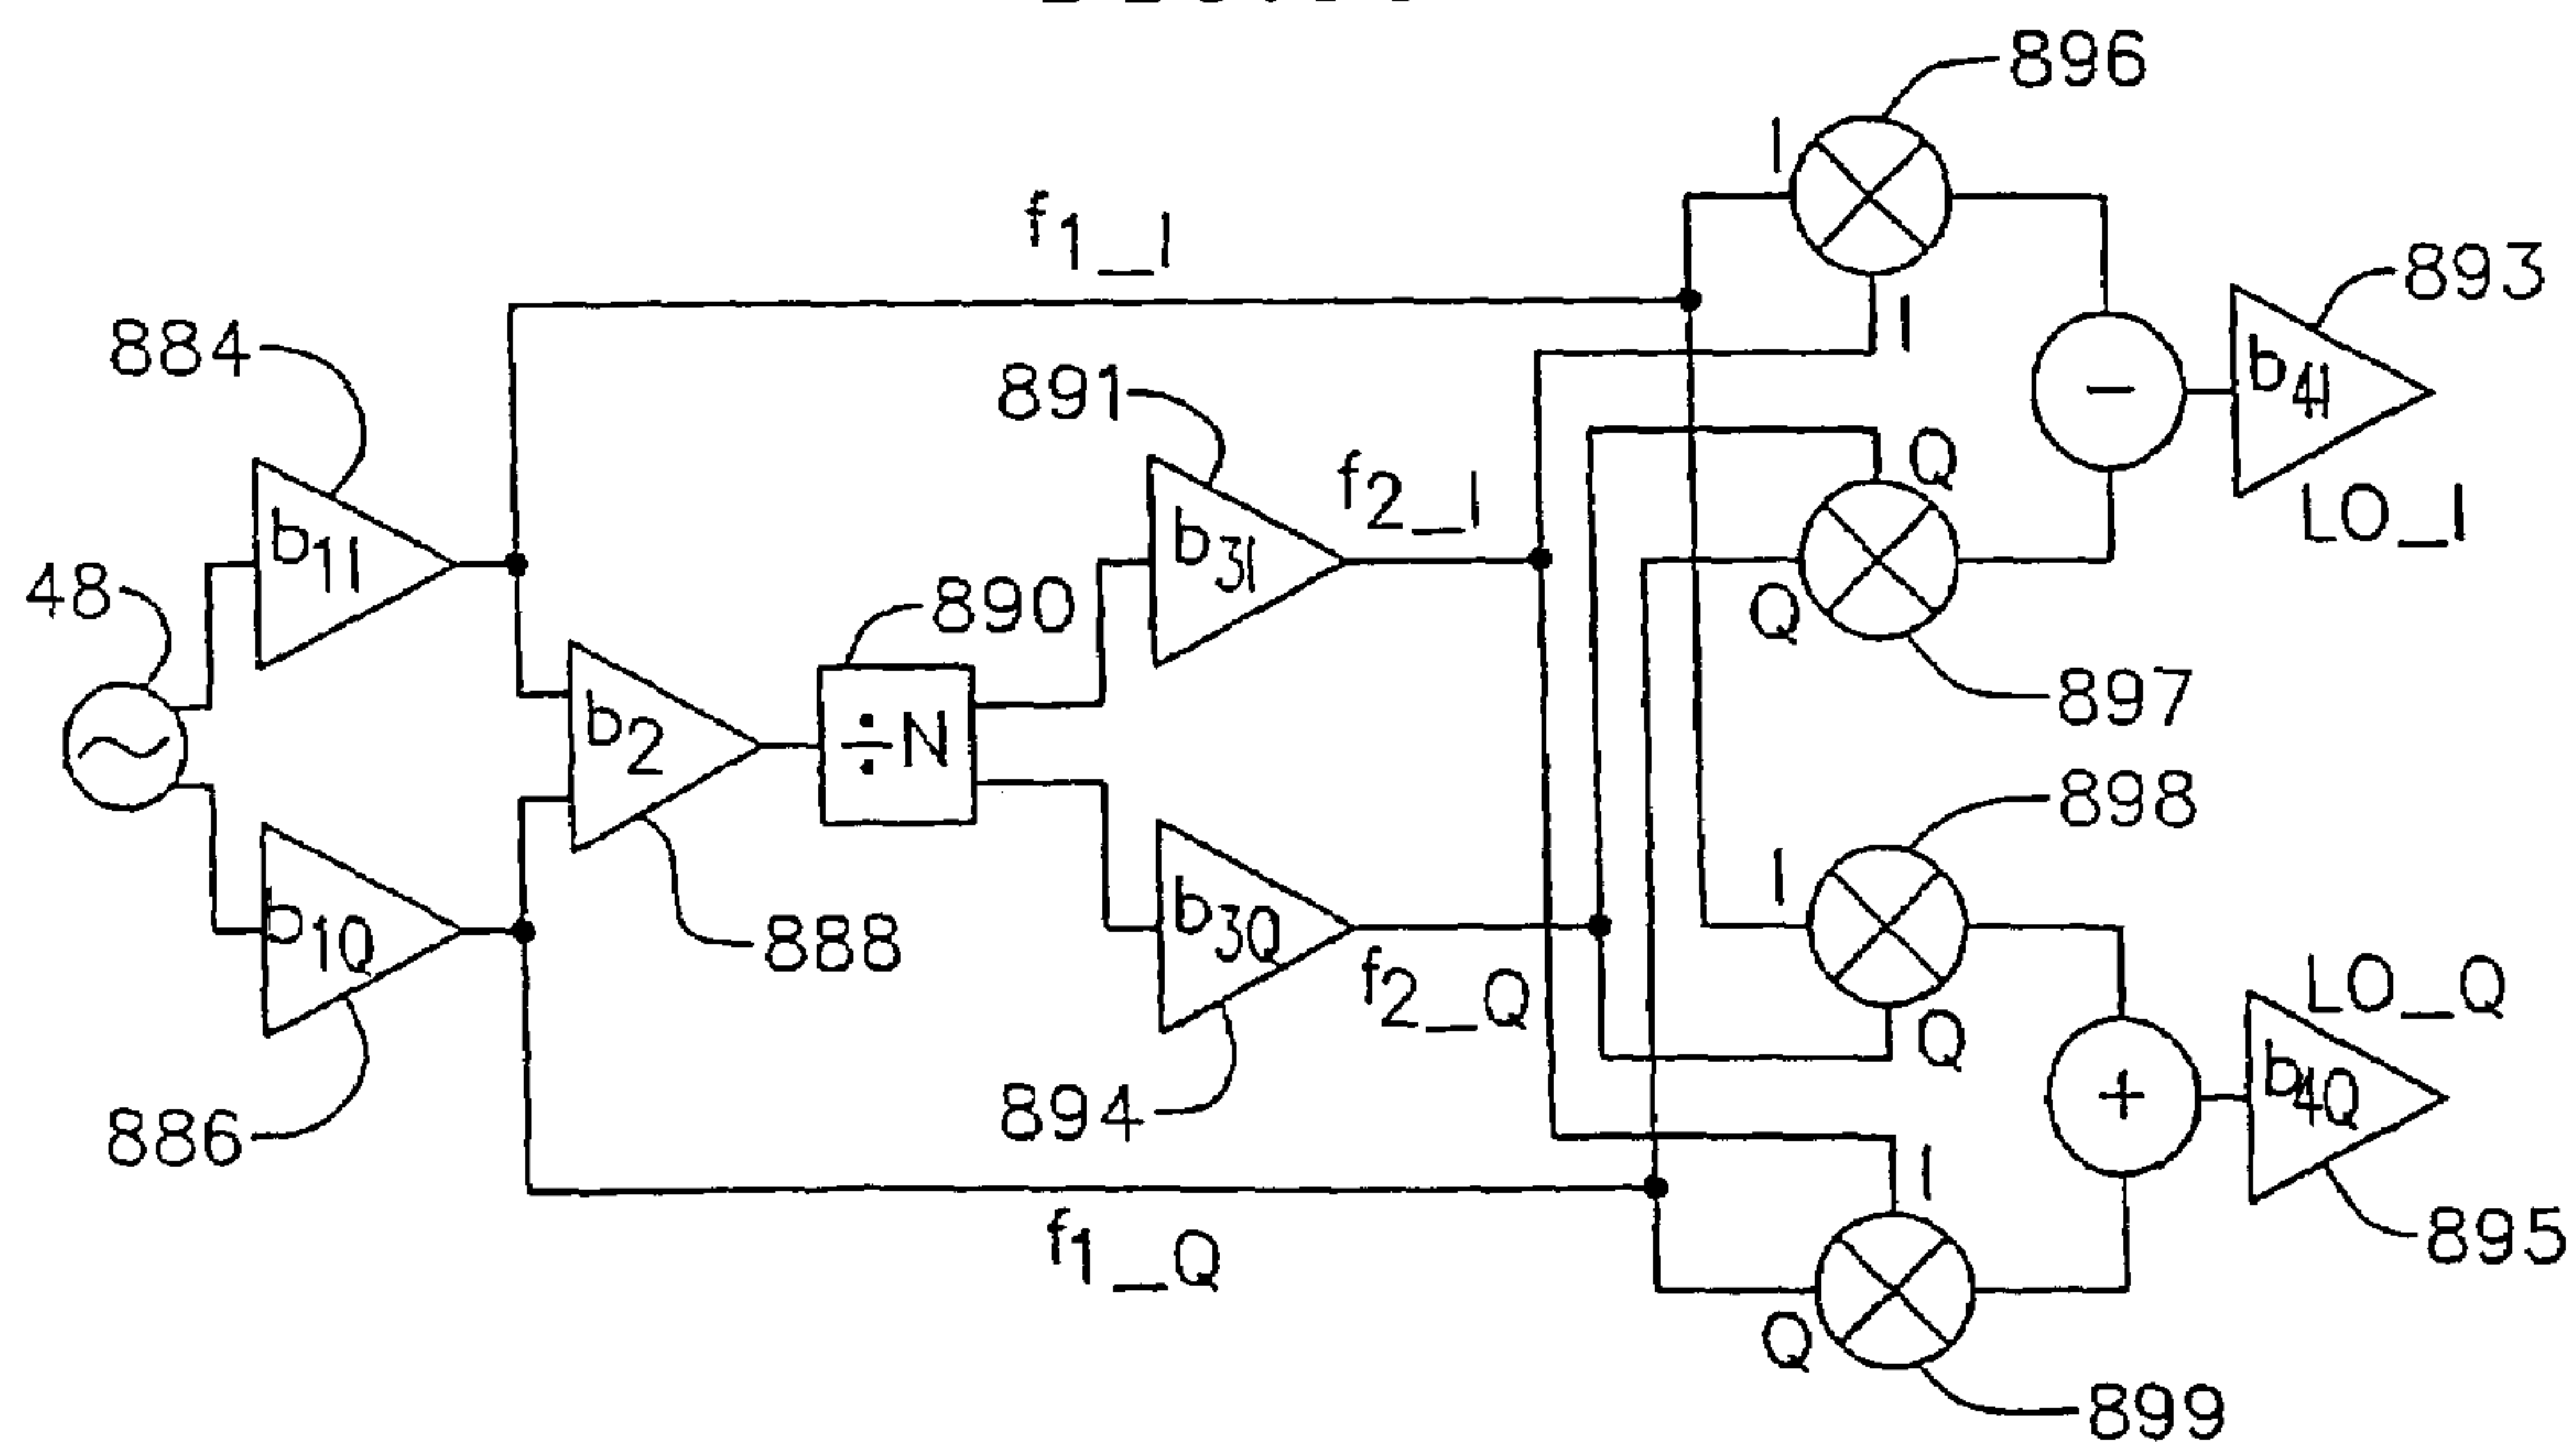 896
I
f1_I
893
I
884
891
b4I
Q
f2_I
LO_I
b1I
b3I
48
890
Q
897
b2
÷N
898
I
b1Q
888
b3Q
LO_Q
f2_Q
Q
b4Q
894
886
+
I
f1_Q
895
Q
899
−